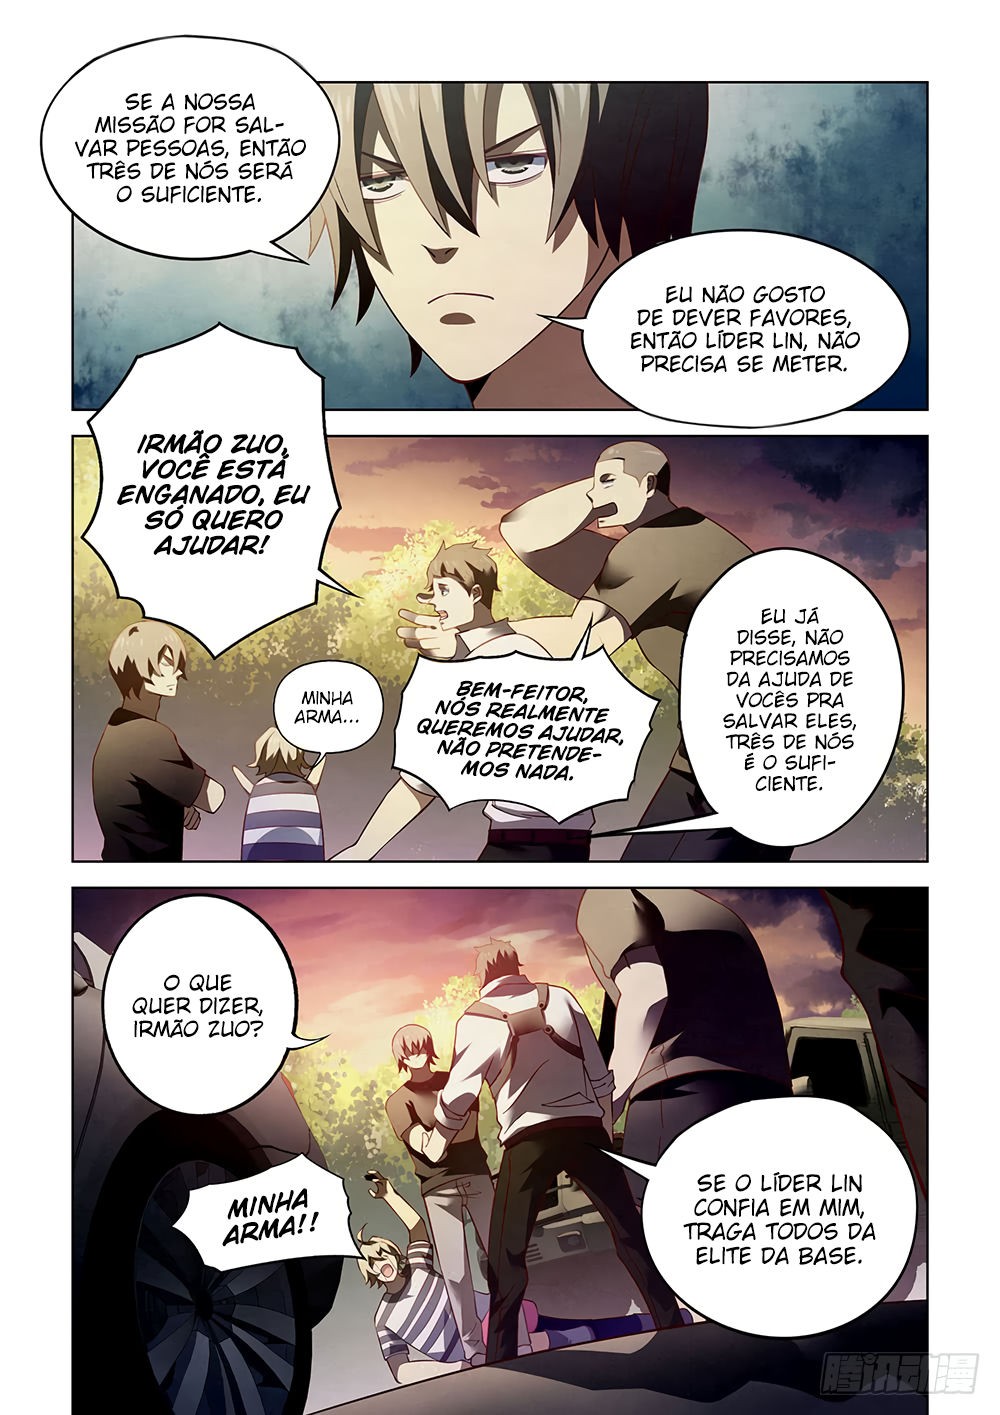 SE A NOSSA
MISSÃO FOR SAL-
VAR PESSOAS, ENTÃO
TRÊS DE NÓS SERÁ
O SUFICIENTE.
EU NÃO GOSTO
DE DEVER FAVORES,
ENTÃO LÍDER LIN, NÃO
PRECISA SE METER.
IRMÃO ZUO,
VOCÊ ESTÁ
ENGANADO, EU
SÓ QUERO
AJUDAR!
MINHA
ARMA...
BEM-FEITOR,
NÓS REALMENTE
QUEREMOS AJUDAR,
NÃO PRETENDE-
MOS NADA.
EU JÁ
DISSE, NÃO
PRECISAMOS
DA AJUDA DE
VOCÊS PRA
SALVAR ELES,
TRÊS DE NÓS
É O SUFI-
CIENTE.
O QUE
QUER DIZER,
IRMÃO ZUO?
MINHA
ARMA!!
SE O LÍDER LIN
CONFIA EM MIM,
TRAGA TODOS DA
ELITE DA BASE.
腾讯动漫